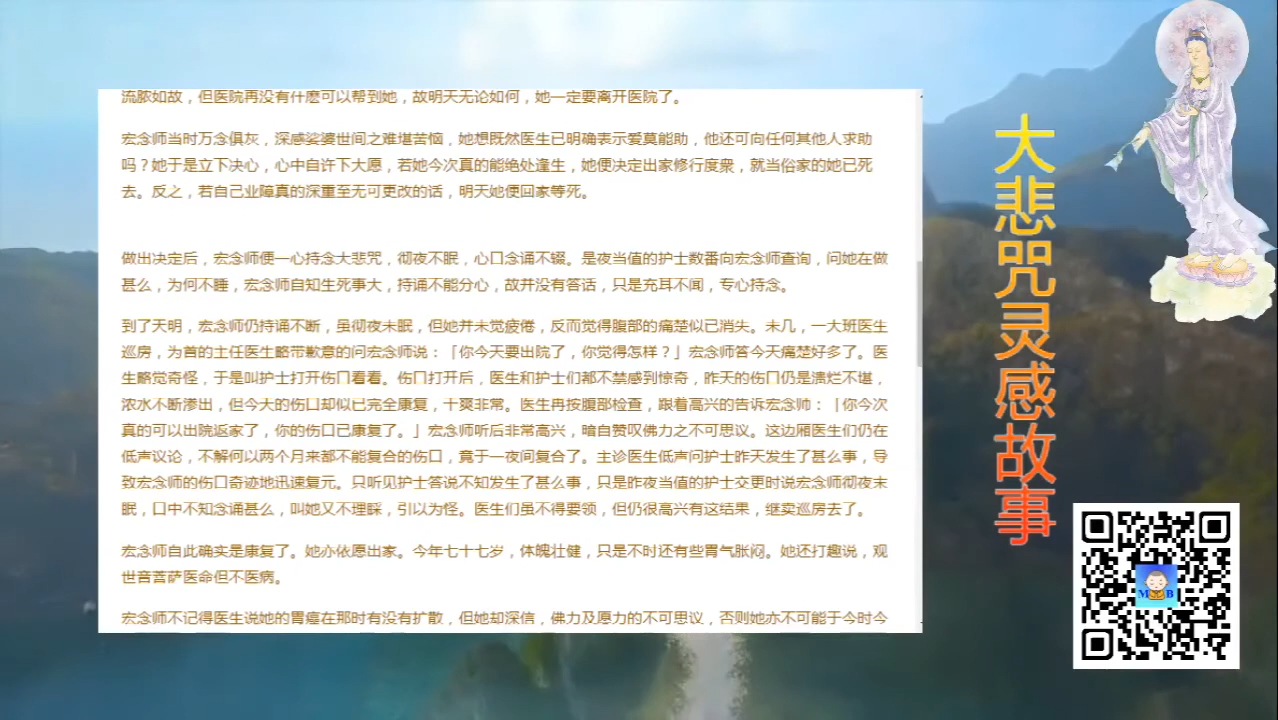 流脓如故，但医院再没有什麽可以帮到她，故明天无论如何，她一定要离开医院了。
宏念师当时万念俱灰，深感娑婆世间之难堪苦恼，她想既然医生已明确表示爱莫能助，他还可向任何其他人求助
吗？她于是立下决心，心中自许下大愿，若她今次真的能绝处逢生，她便决定出家修行度衆，就当俗家的她已死
去。反之，若自己业障真的深重至无可更改的话，明天她便回家等死。
做出决定后，宏念师便一心持念大悲咒，彻夜不眠，心口念诵不辍。是夜当值的护士数番向宏念师查询，问她在做
甚么，为何不睡，宏念师自知生死事大，持诵不能分心，故并没有答话，只是充耳不闻，专心持念。
到了天明，宏念师仍持诵不断，虽彻夜未眠，但她并未觉疲倦，反而觉得腹部的痛楚似已消失。未几，一大班医生
巡房，为首的主任医生略带歉意的问宏念师说：「你今天要出院了，你觉得怎样？」宏念师答今天痛楚好多了。医
生略觉奇怪，于是叫护士打开伤口看看。伤口打开后，医生和护士们都不禁感到惊奇，昨天的伤口仍是溃烂不堪，
浓水不断渗出，但今天的伤口却似已完全康复，干爽非常。医生再按腹部检查，跟着高兴的告诉宏念师：「你今次
真的可以出院返家了，你的伤口已康复了。」宏念师听后非常高兴，暗自赞叹佛力之不可思议。这边厢医生们仍在
低声议论，不解何以两个月来都不能复合的伤口，竟于一夜间复合了。主诊医生低声问护士昨天发生了甚么事，导
致宏念师的伤口奇迹地迅速复元。只听见护士答说不知发生了甚么事，只是昨夜当值的护士交更时说宏念师彻夜未
眠，口中不知念诵甚么，叫她又不理睬，引以为怪。医生们虽不得要领，但仍很高兴有这结果，继卖巡房去了。
宏念师自此确实是康复了。她亦依愿出家。今年七十七岁，体魄壮健，只是不时还有些胃气胀闷。她还打趣说，观
世音菩萨医命但不医病。
宏念师不记得医生说她的胃癌在那时有没有扩散，但她却深信，佛力及愿力的不可思议，否则她亦不可能于今时今
大悲咒灵感故事
M B